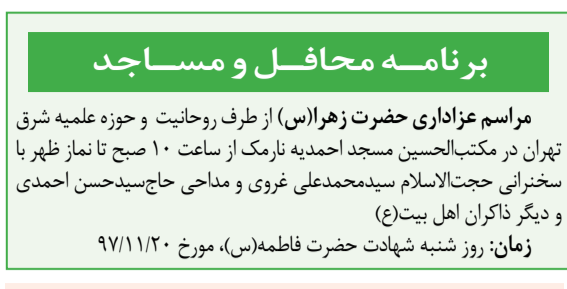 برنامه محافل و مساجد
مراسم عزاداری حضرت زهرا(س) از طرف روحانیت و حوزه علمیه شرق
تهران در مکتب‌الحسین مسجد احمدیه نارمک از ساعت ۱۰ صبح تا نماز ظهر با
سخنرانی حجت‌الاسلام سیدمحمدعلی غروی و مداحی حاج‌سیدحسن احمدی
و دیگر ذاکران اهل بیت(ع)
زمان: روز شنبه شهادت حضرت فاطمه(س)، مورخ ۹۷/۱۱/۲۰